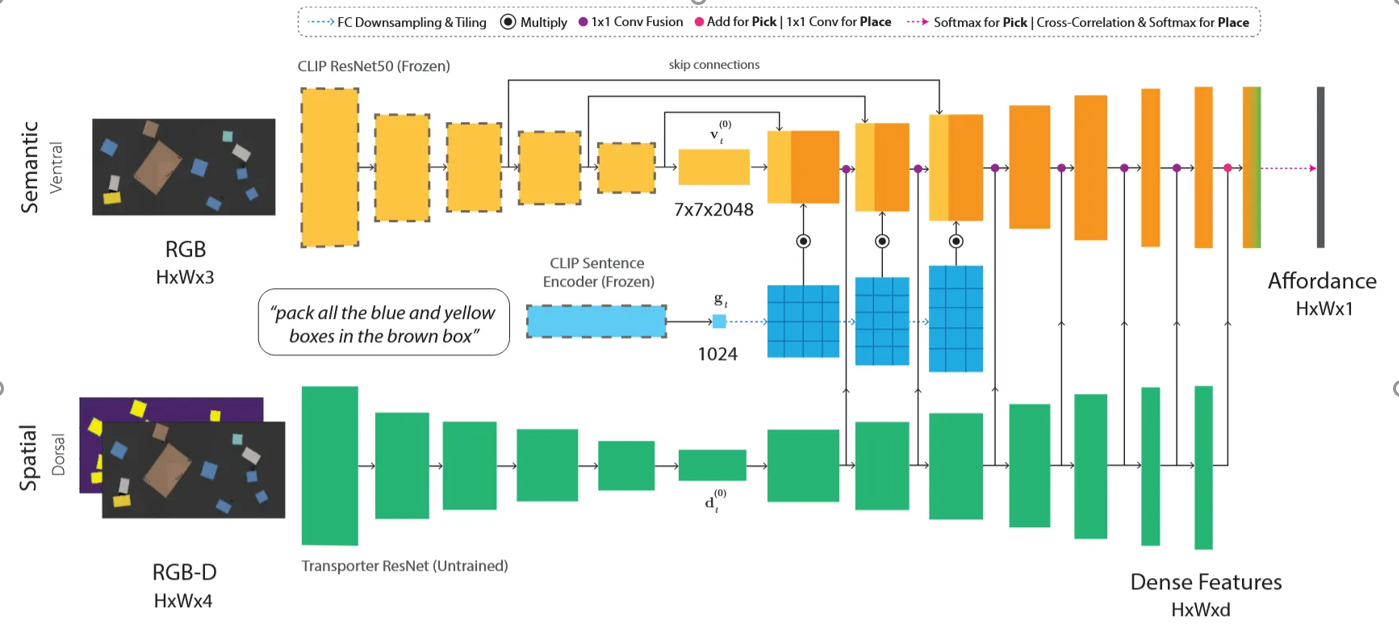 FC Downsampling & Tiling
Multiply
1x1 Conv Fusion
Add for Pick | 1x1 Conv for Place
Softmax for Pick | Cross-Correlation & Softmax for Place
CLIP ResNet50 (Frozen)
skip connections
Semantic
Ventral
v_t^(0)
7x7x2048
RGB
HxWx3
CLIP Sentence
Encoder (Frozen)
“pack all the blue and yellow
boxes in the brown box”
g_t
1024
Affordance
HxWx1
Spatial
Dorsal
d_t^(0)
Transporter ResNet (Untrained)
RGB-D
HxWx4
Dense Features
HxWxd